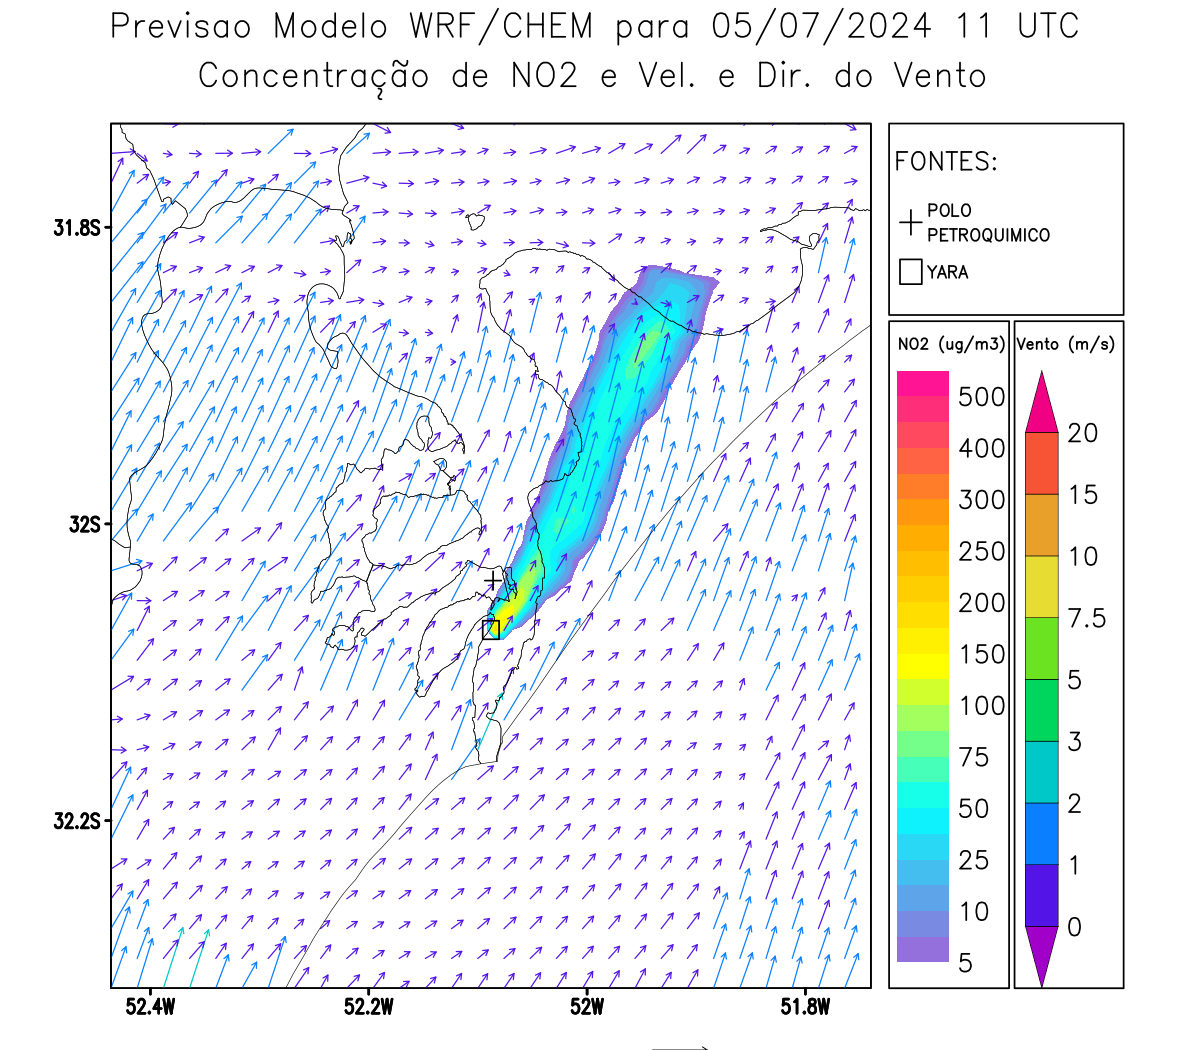 Previsao Modelo WRF/CHEM para 05/07/2024 11 UTC
Concentração de NO2 e Vel. e Dir. do Vento
FONTES:
POLO
PETROQUIMICO
YARA
NO2 (ug/m3)
500
400
300
250
200
150
100
75
50
25
10
5
Vento (m/s)
20
15
10
7.5
5
3
2
1
0
31.8S
32S
32.2S
52.4W
52.2W
52W
51.8W